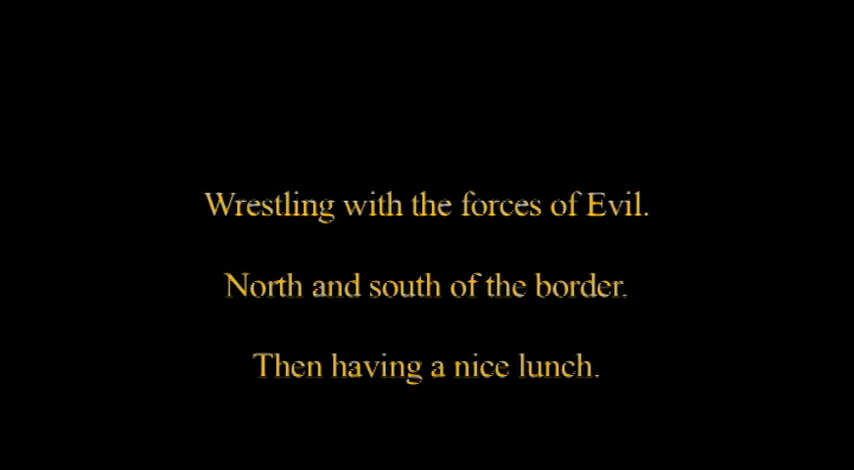 Wrestling with the forces of Evil.
North and south of the border.
Then having a nice lunch.